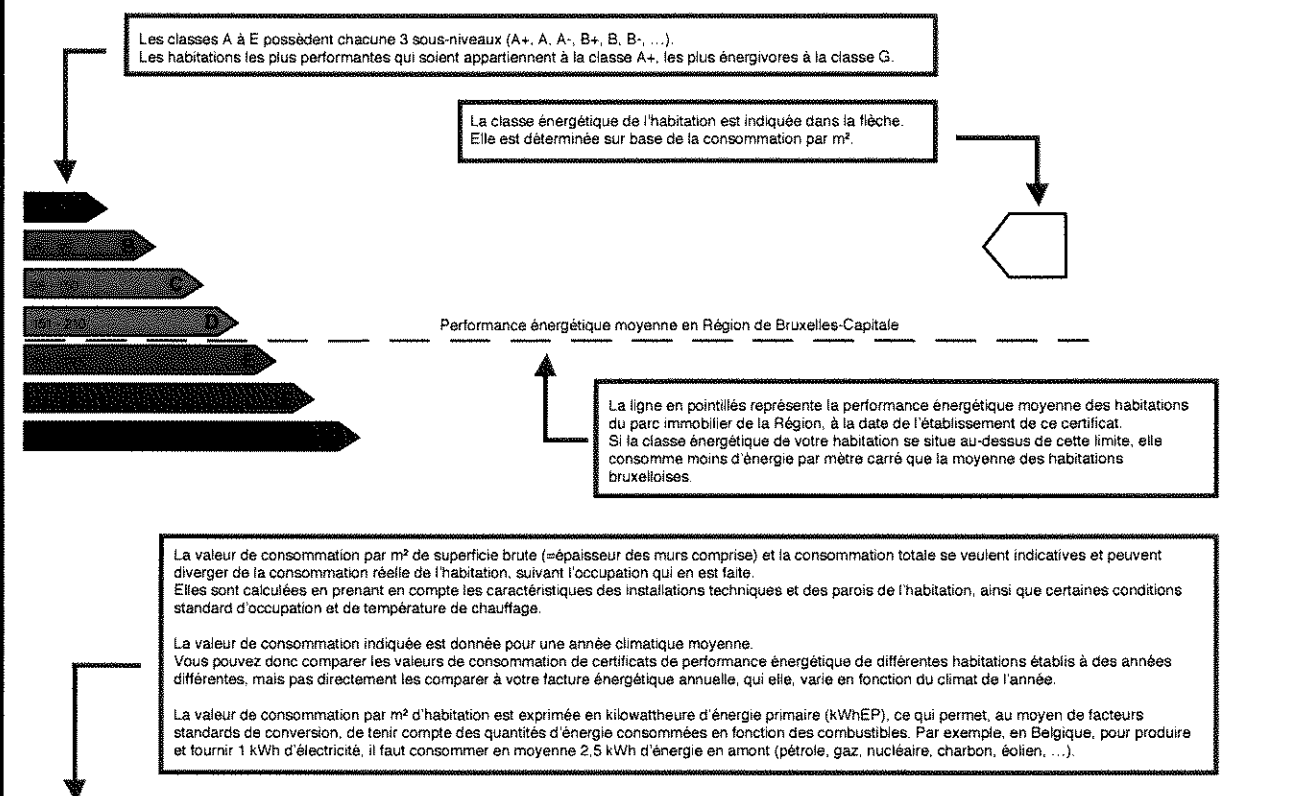 Les classes A à E possèdent chacune 3 sous-niveaux (A+, A, A-, B+, B, B-, ...).
Les habitations les plus performantes qui soient appartiennent à la classe A+, les plus énergivores à la classe G.
La classe énergétique de l'habitation est indiquée dans la flèche.
Elle est déterminée sur base de la consommation par m².
B
C
151 - 210 D
Performance énergétique moyenne en Région de Bruxelles-Capitale
E
La ligne en pointillés représente la performance énergétique moyenne des habitations
du parc immobilier de la Région, à la date de l'établissement de ce certificat.
Si la classe énergétique de votre habitation se situe au-dessus de cette limite, elle
consomme moins d'énergie par mètre carré que la moyenne des habitations
bruxelloises.
La valeur de consommation par m² de superficie brute (=épaisseur des murs comprise) et la consommation totale se veulent indicatives et peuvent
diverger de la consommation réelle de l'habitation, suivant l'occupation qui en est faite.
Elles sont calculées en prenant en compte les caractéristiques des installations techniques et des parois de l'habitation, ainsi que certaines conditions
standard d'occupation et de température de chauffage.
La valeur de consommation indiquée est donnée pour une année climatique moyenne.
Vous pouvez donc comparer les valeurs de consommation de certificats de performance énergétique de différentes habitations établis à des années
différentes, mais pas directement les comparer à votre facture énergétique annuelle, qui elle, varie en fonction du climat de l'année.
La valeur de consommation par m² d'habitation est exprimée en kilowattheure d'énergie primaire (kWhEP), ce qui permet, au moyen de facteurs
standards de conversion, de tenir compte des quantités d'énergie consommées en fonction des combustibles. Par exemple, en Belgique, pour produire
et fournir 1 kWh d'électricité, il faut consommer en moyenne 2,5 kWh d'énergie en amont (pétrole, gaz, nucléaire, charbon, éolien, ...).